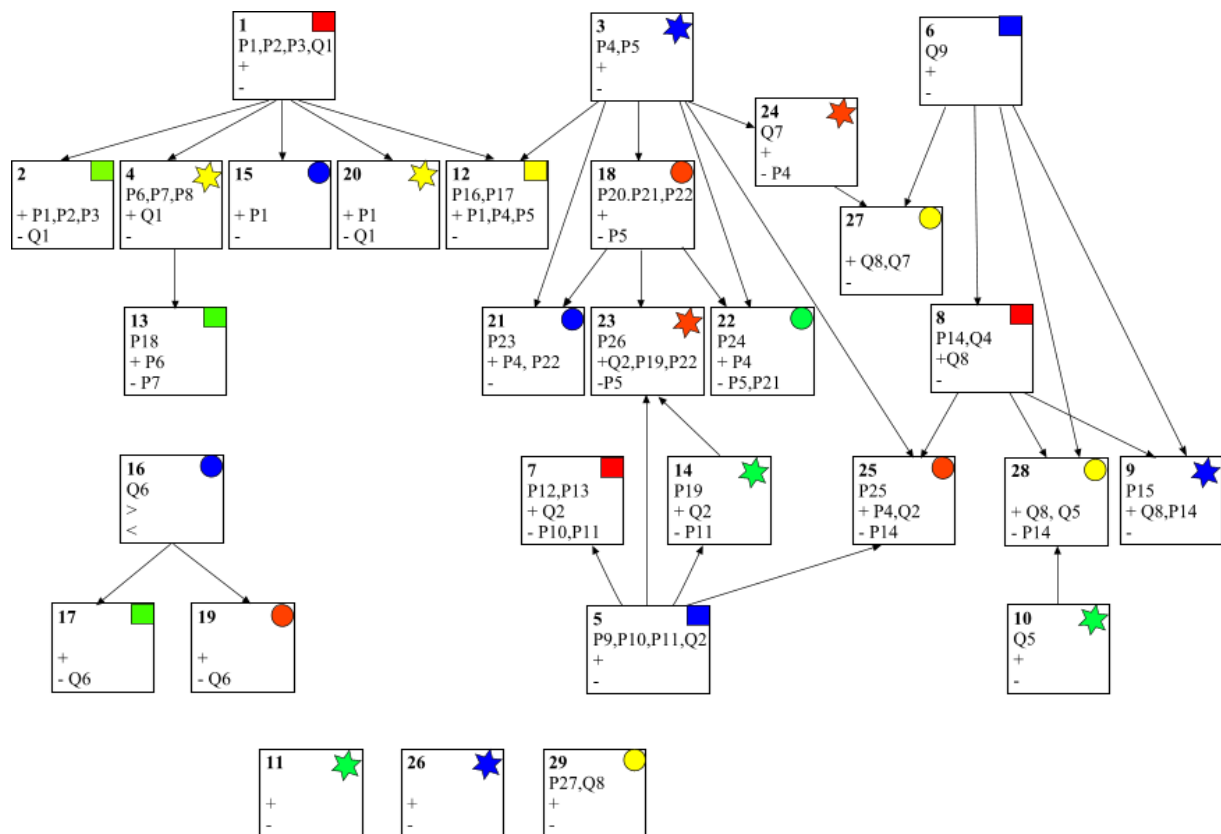 1
P1,P2,P3,Q1
+
-
3
P4,P5
+
-
6
Q9
+
-
24
Q7
+
- P4
2
+ P1,P2,P3
- Q1
4
P6,P7,P8
+ Q1
-
15
+ P1
-
20
+ P1
- Q1
12
P16,P17
+ P1,P4,P5
-
18
P20.P21,P22
+
- P5
27
+ Q8,Q7
-
13
P18
+ P6
- P7
21
P23
+ P4, P22
-
23
P26
+Q2,P19,P22
-P5
22
P24
+ P4
- P5,P21
8
P14,Q4
+Q8
-
16
Q6
>
<
7
P12,P13
+ Q2
- P10,P11
14
P19
+ Q2
- P11
25
P25
+ P4,Q2
- P14
28
+ Q8, Q5
- P14
9
P15
+ Q8,P14
-
17
+
- Q6
19
+
- Q6
5
P9,P10,P11,Q2
+
-
10
Q5
+
-
11
+
-
26
+
-
29
P27,Q8
+
-